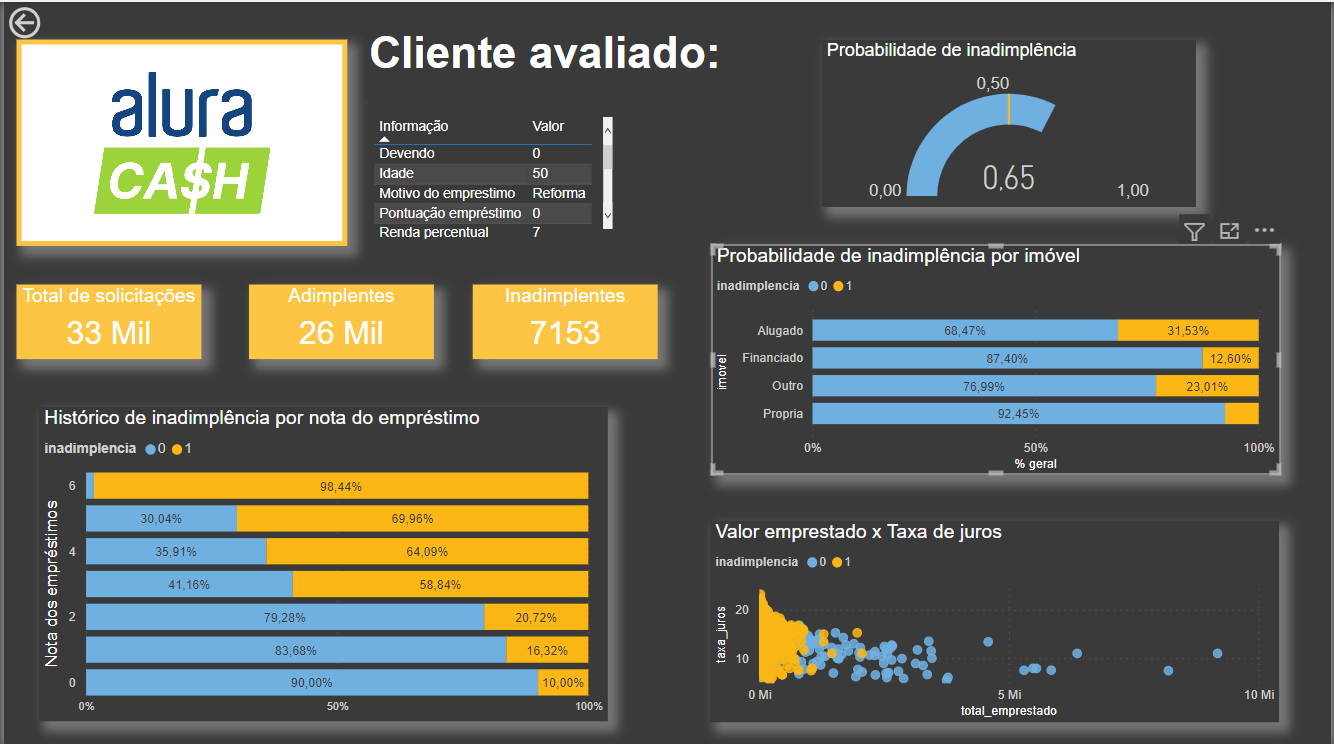 alura
CA$H
Cliente avaliado:
Informação Valor
Devendo 0
Idade 50
Motivo do emprestimo Reforma
Pontuação empréstimo 0
Renda percentual 7
Probabilidade de inadimplência
0,50
0,65
0,00 1,00
Total de solicitações
33 Mil
Adimplentes
26 Mil
Inadimplentes
7153
Probabilidade de inadimplência por imóvel
inadimplencia 0 1
imovel
Alugado 68,47% 31,53%
Financiado 87,40% 12,60%
Outro 76,99% 23,01%
Propria 92,45%
0% 50% 100%
% geral
Histórico de inadimplência por nota do empréstimo
inadimplencia 0 1
Nota dos empréstimos
6 98,44%
30,04% 69,96%
4 35,91% 64,09%
41,16% 58,84%
2 79,28% 20,72%
83,68% 16,32%
0 90,00% 10,00%
0% 50% 100%
Valor emprestado x Taxa de juros
inadimplencia 0 1
taxa_juros
20
10
0 Mi 5 Mi 10 Mi
total_emprestado